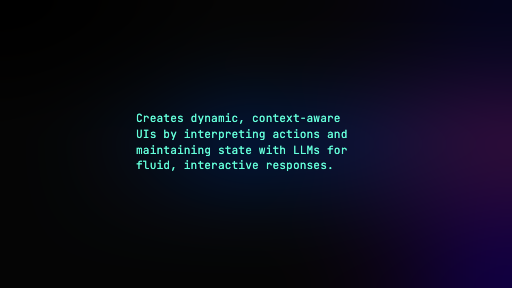 Creates dynamic, context-aware
UIs by interpreting actions and
maintaining state with LLMs for
fluid, interactive responses.